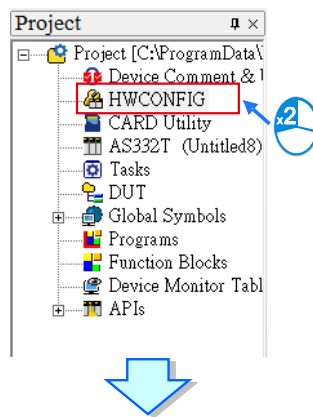 Project
Project [C:\ProgramData\
Device Comment &
HWCONFIG
x2
CARD Utility
AS332T (Untitled8)
Tasks
DUT
Global Symbols
Programs
Function Blocks
Device Monitor Tabl
APIs